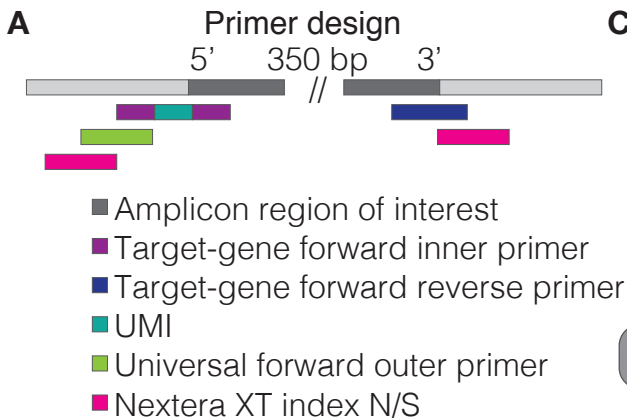 A Primer design C
5’ 350 bp 3’
//
Amplicon region of interest
Target-gene forward inner primer
Target-gene forward reverse primer
UMI
Universal forward outer primer
Nextera XT index N/S